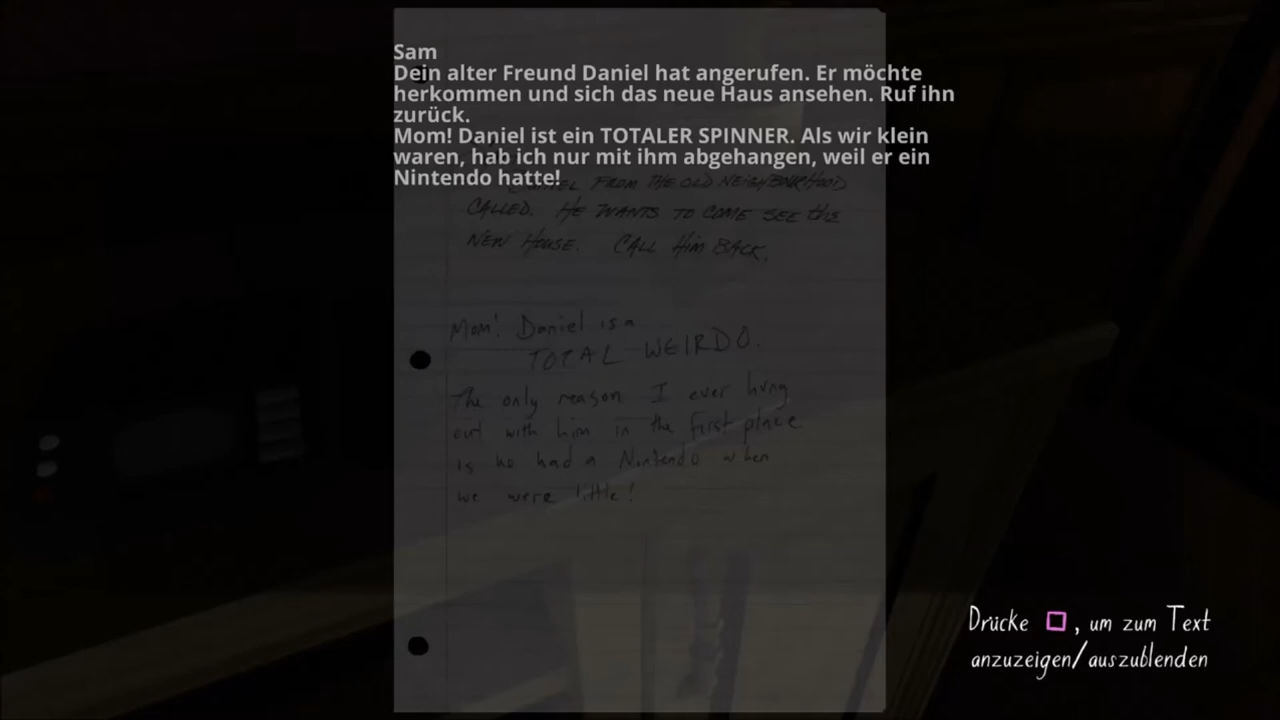 Sam
Dein alter Freund Daniel hat angerufen. Er möchte
herkommen und sich das neue Haus ansehen. Ruf ihn
zurück.
Mom! Daniel ist ein TOTALER SPINNER. Als wir klein
waren, hab ich nur mit ihm abgehangen, weil er ein
Nintendo hatte!
FROM THE OLD NEIGHBOURHOOD
CALLED. HE WANTS TO COME SEE the
NEW HOUSE. CALL HIM BACK.
Mom! Daniel is a
TOTAL WEIRDO.
The only reason I ever hung
out with him in the first place
is he had a Nintendo when
we were little!
Drücke □, um zum Text
anzuzeigen/auszublenden